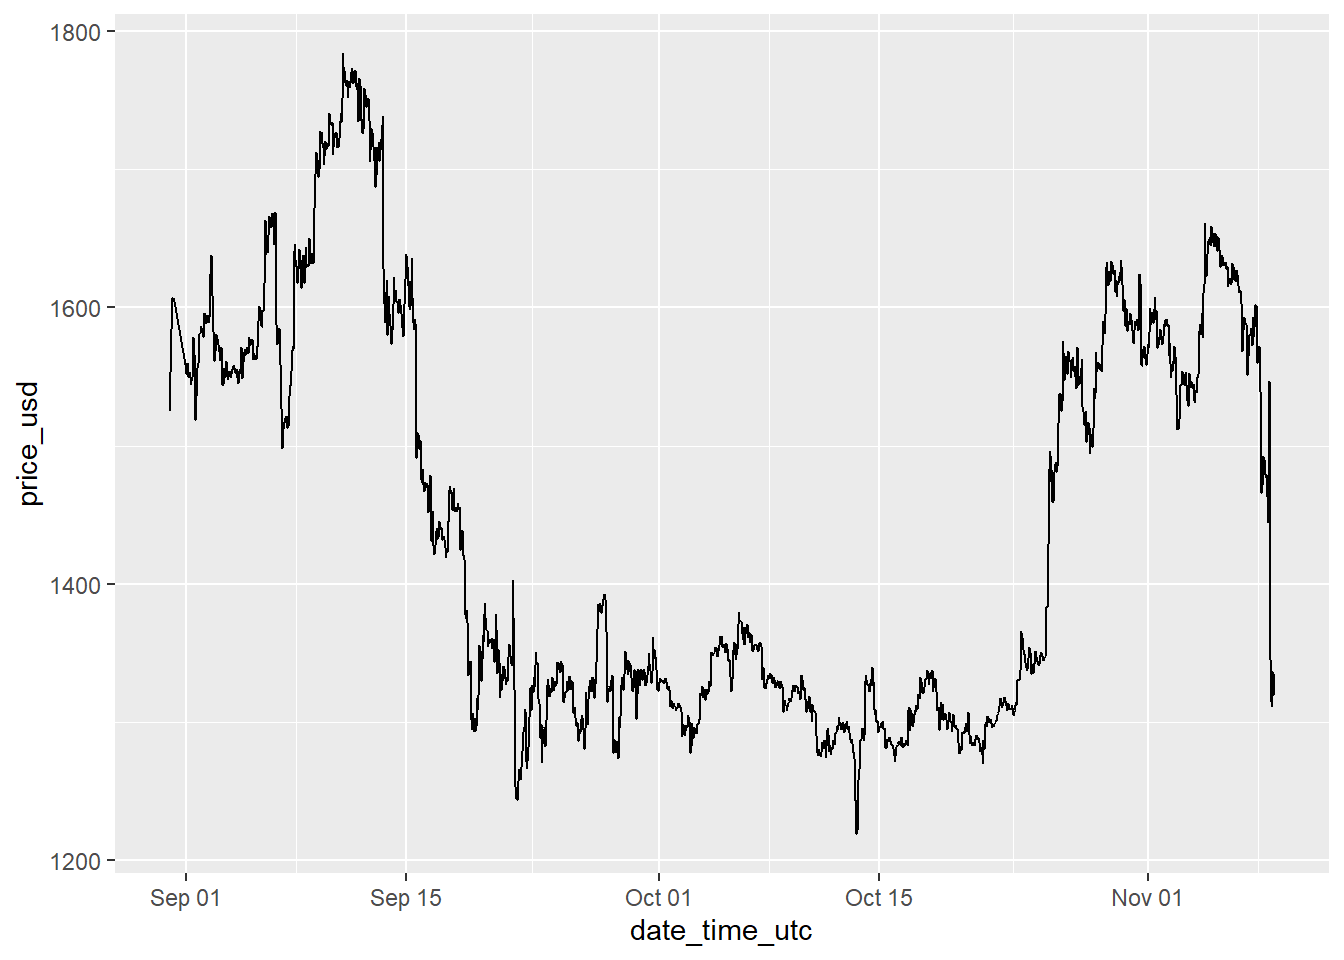 1800
1600
1400
1200
price_usd
Sep 01
Sep 15
Oct 01
Oct 15
Nov 01
date_time_utc